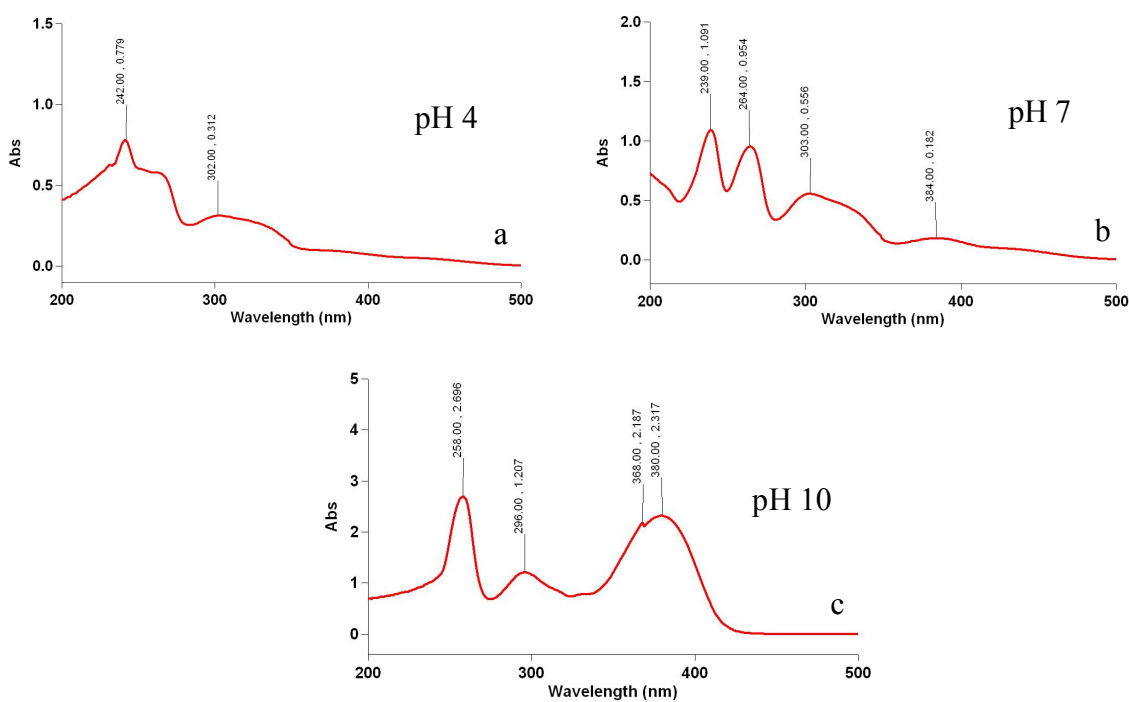 1.5
1.0
0.5
0.0
Abs
242.00 , 0.779
302.00 , 0.312
pH 4
a
200
300
400
500
Wavelength (nm)
2.0
1.5
1.0
0.5
0.0
Abs
239.00 , 1.091
264.00 , 0.954
303.00 , 0.556
384.00 , 0.182
pH 7
b
200
300
400
500
Wavelength (nm)
5
4
3
2
1
0
Abs
258.00 , 2.696
296.00 , 1.207
368.00 , 2.187
380.00 , 2.317
pH 10
c
200
300
400
500
Wavelength (nm)